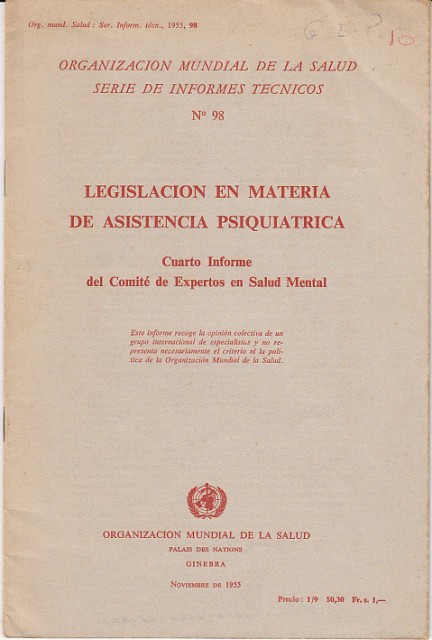 Org. mund. Salud : Ser. Inform. técn., 1955, 98
G. E. P. 10
ORGANIZACION MUNDIAL DE LA SALUD
SERIE DE INFORMES TECNICOS
Nº 98
LEGISLACION EN MATERIA
DE ASISTENCIA PSIQUIATRICA
Cuarto Informe
del Comité de Expertos en Salud Mental
Este informe recoge la opinión colectiva de un
grupo internacional de especialistas y no re-
presenta necesariamente el criterio ni la polí-
tica de la Organización Mundial de la Salud.
ORGANIZACION MUNDIAL DE LA SALUD
PALAIS DES NATIONS
GINEBRA
NOVIEMBRE DE 1955
Precio : 1/9 $0,30 Fr. s. 1,—